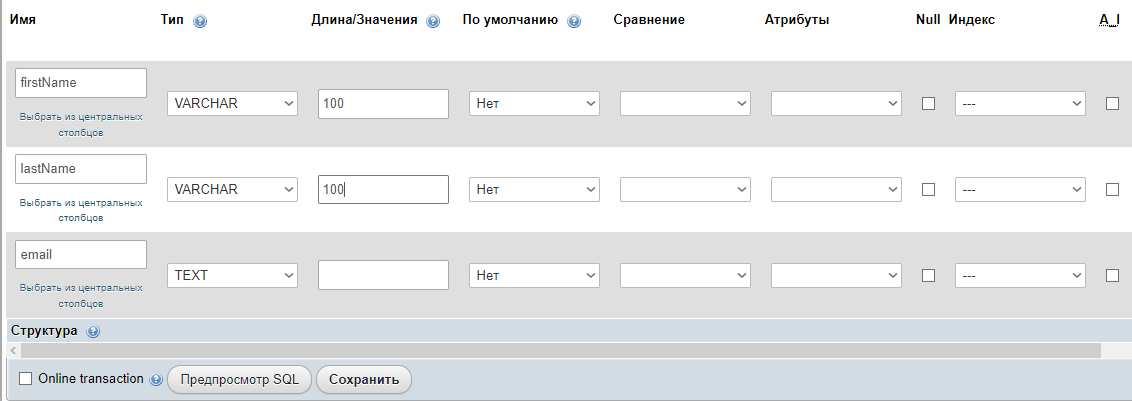 Имя Тип Длина/Значения По умолчанию Сравнение Атрибуты Null Индекс A_I
firstName VARCHAR 100 Нет ---
Выбрать из центральных
столбцов
lastName VARCHAR 100 Нет ---
Выбрать из центральных
столбцов
email TEXT Нет ---
Выбрать из центральных
столбцов
Структура
Online transaction Предпросмотр SQL Сохранить